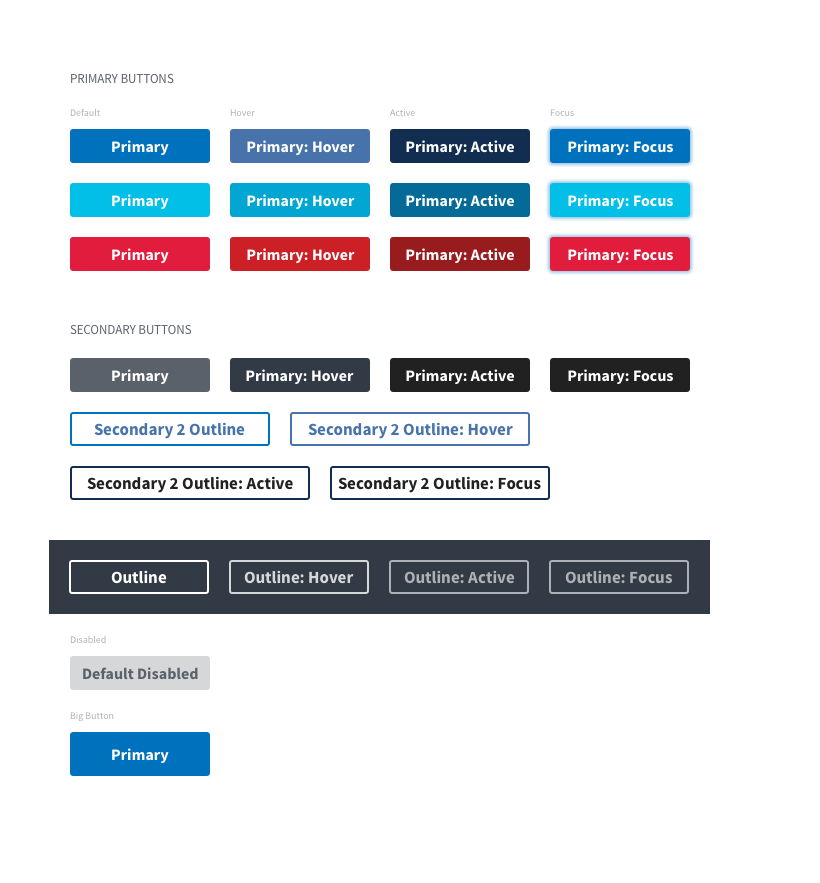 PRIMARY BUTTONS
Default Hover Active Focus
Primary Primary: Hover Primary: Active Primary: Focus
Primary Primary: Hover Primary: Active Primary: Focus
Primary Primary: Hover Primary: Active Primary: Focus
SECONDARY BUTTONS
Primary Primary: Hover Primary: Active Primary: Focus
Secondary 2 Outline Secondary 2 Outline: Hover
Secondary 2 Outline: Active Secondary 2 Outline: Focus
Outline Outline: Hover Outline: Active Outline: Focus
Disabled
Default Disabled
Big Button
Primary